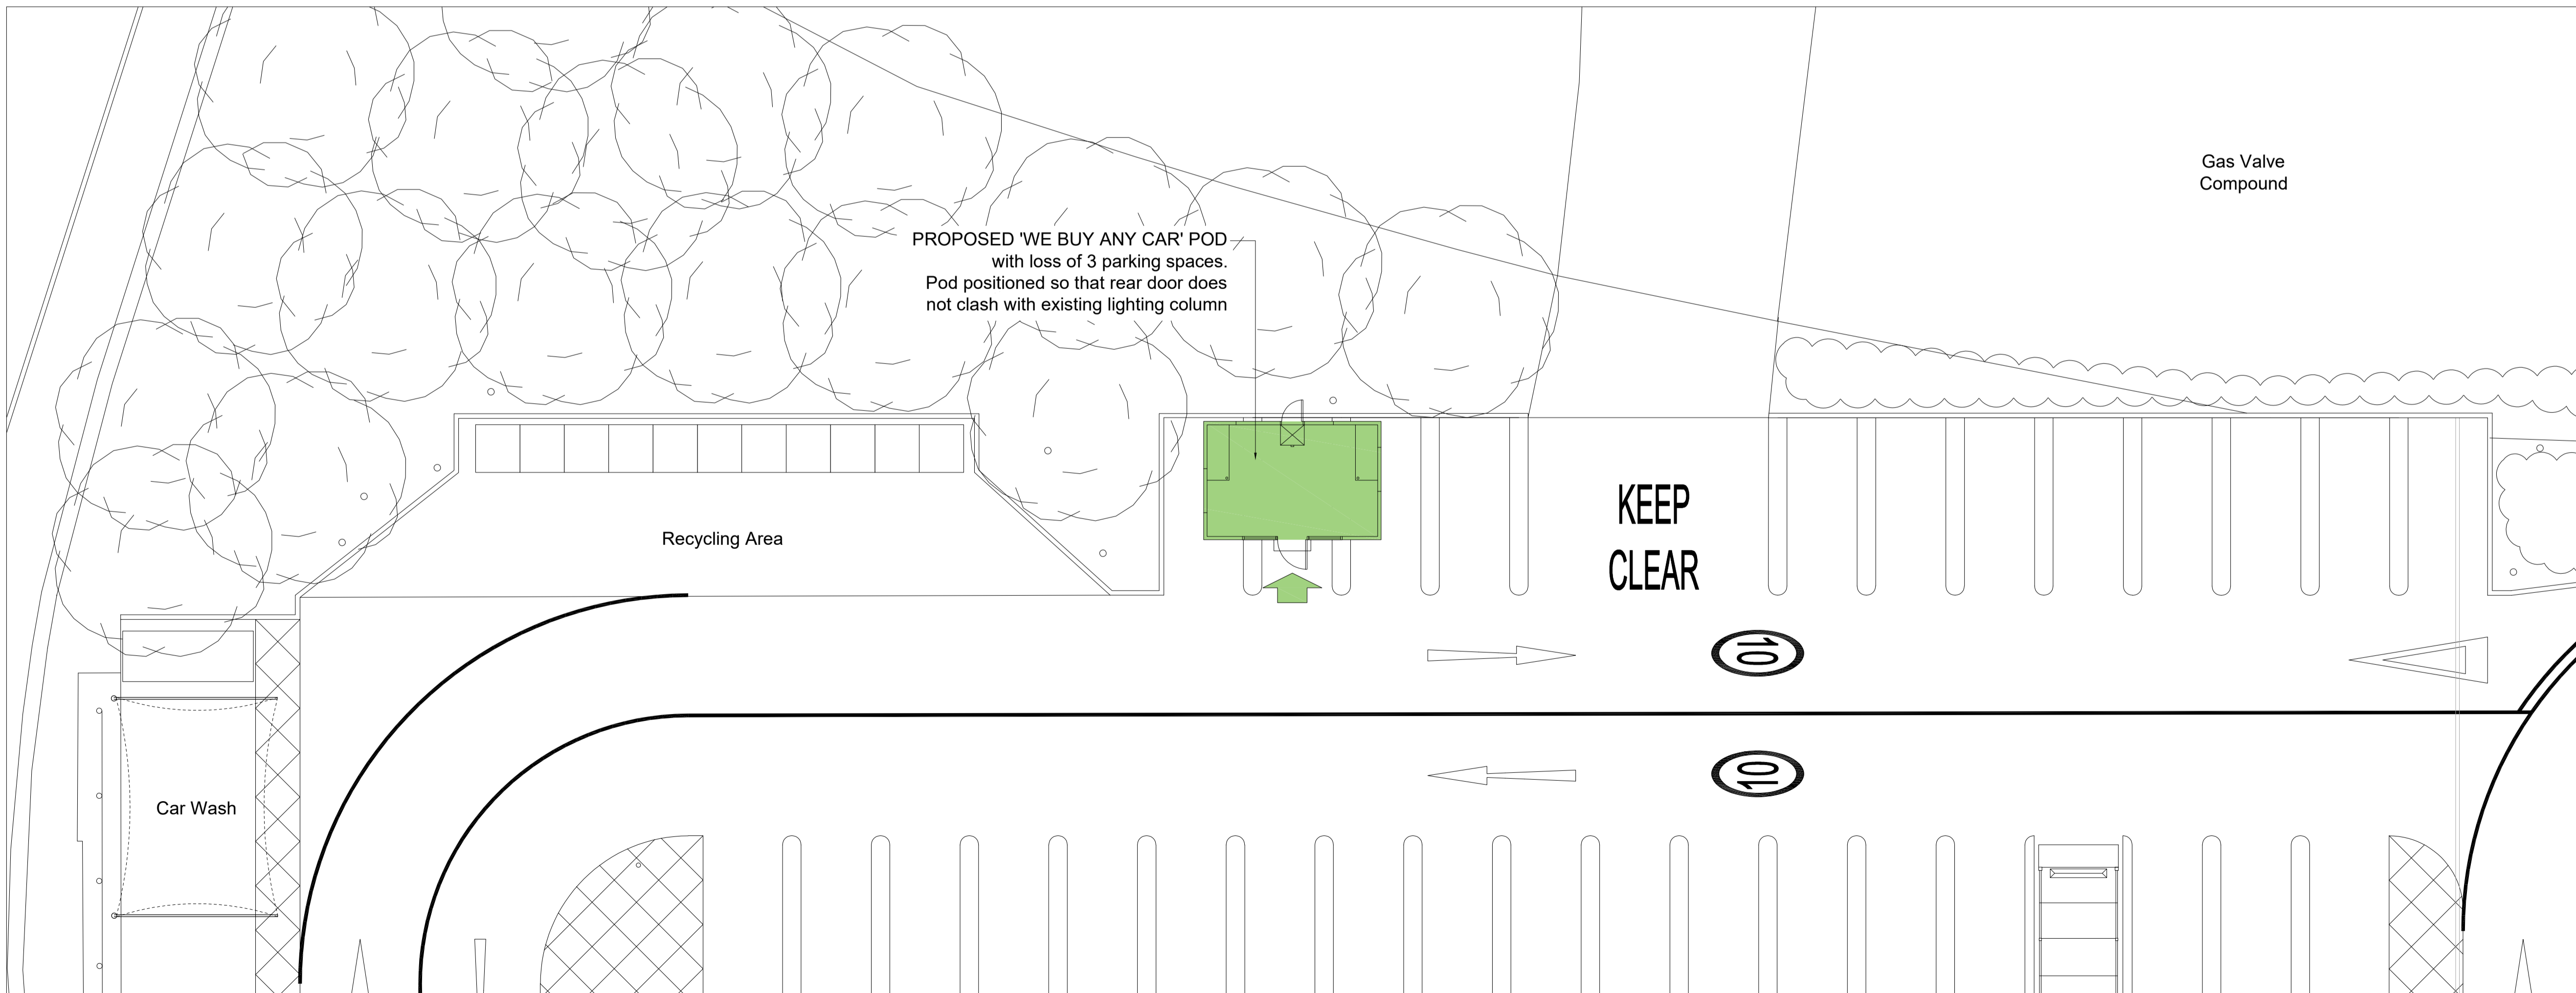 Gas Valve
Compound
PROPOSED 'WE BUY ANY CAR' POD
with loss of 3 parking spaces.
Pod positioned so that rear door does
not clash with existing lighting column
KEEP
CLEAR
Recycling Area
10
10
Car Wash